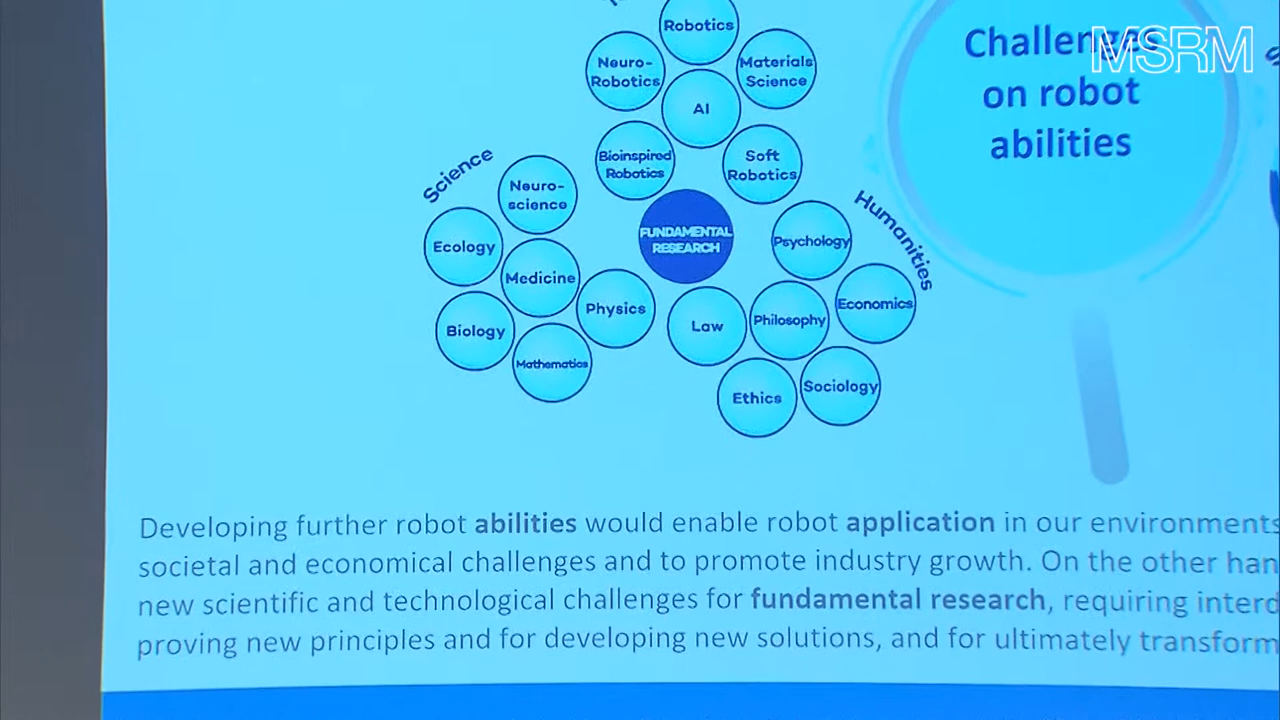 Robotics
Neuro-
Robotics
Materials
Science
AI
Bioinspired
Robotics
Soft
Robotics
Science
Neuro-
science
Ecology
Medicine
Biology
Physics
Mathematics
FUNDAMENTAL
RESEARCH
Humanities
Psychology
Economics
Philosophy
Law
Sociology
Ethics
Challenges
on robot
abilities
MSRM
Developing further robot abilities would enable robot application in our environments
societal and economical challenges and to promote industry growth. On the other han
new scientific and technological challenges for fundamental research, requiring interd
proving new principles and for developing new solutions, and for ultimately transform